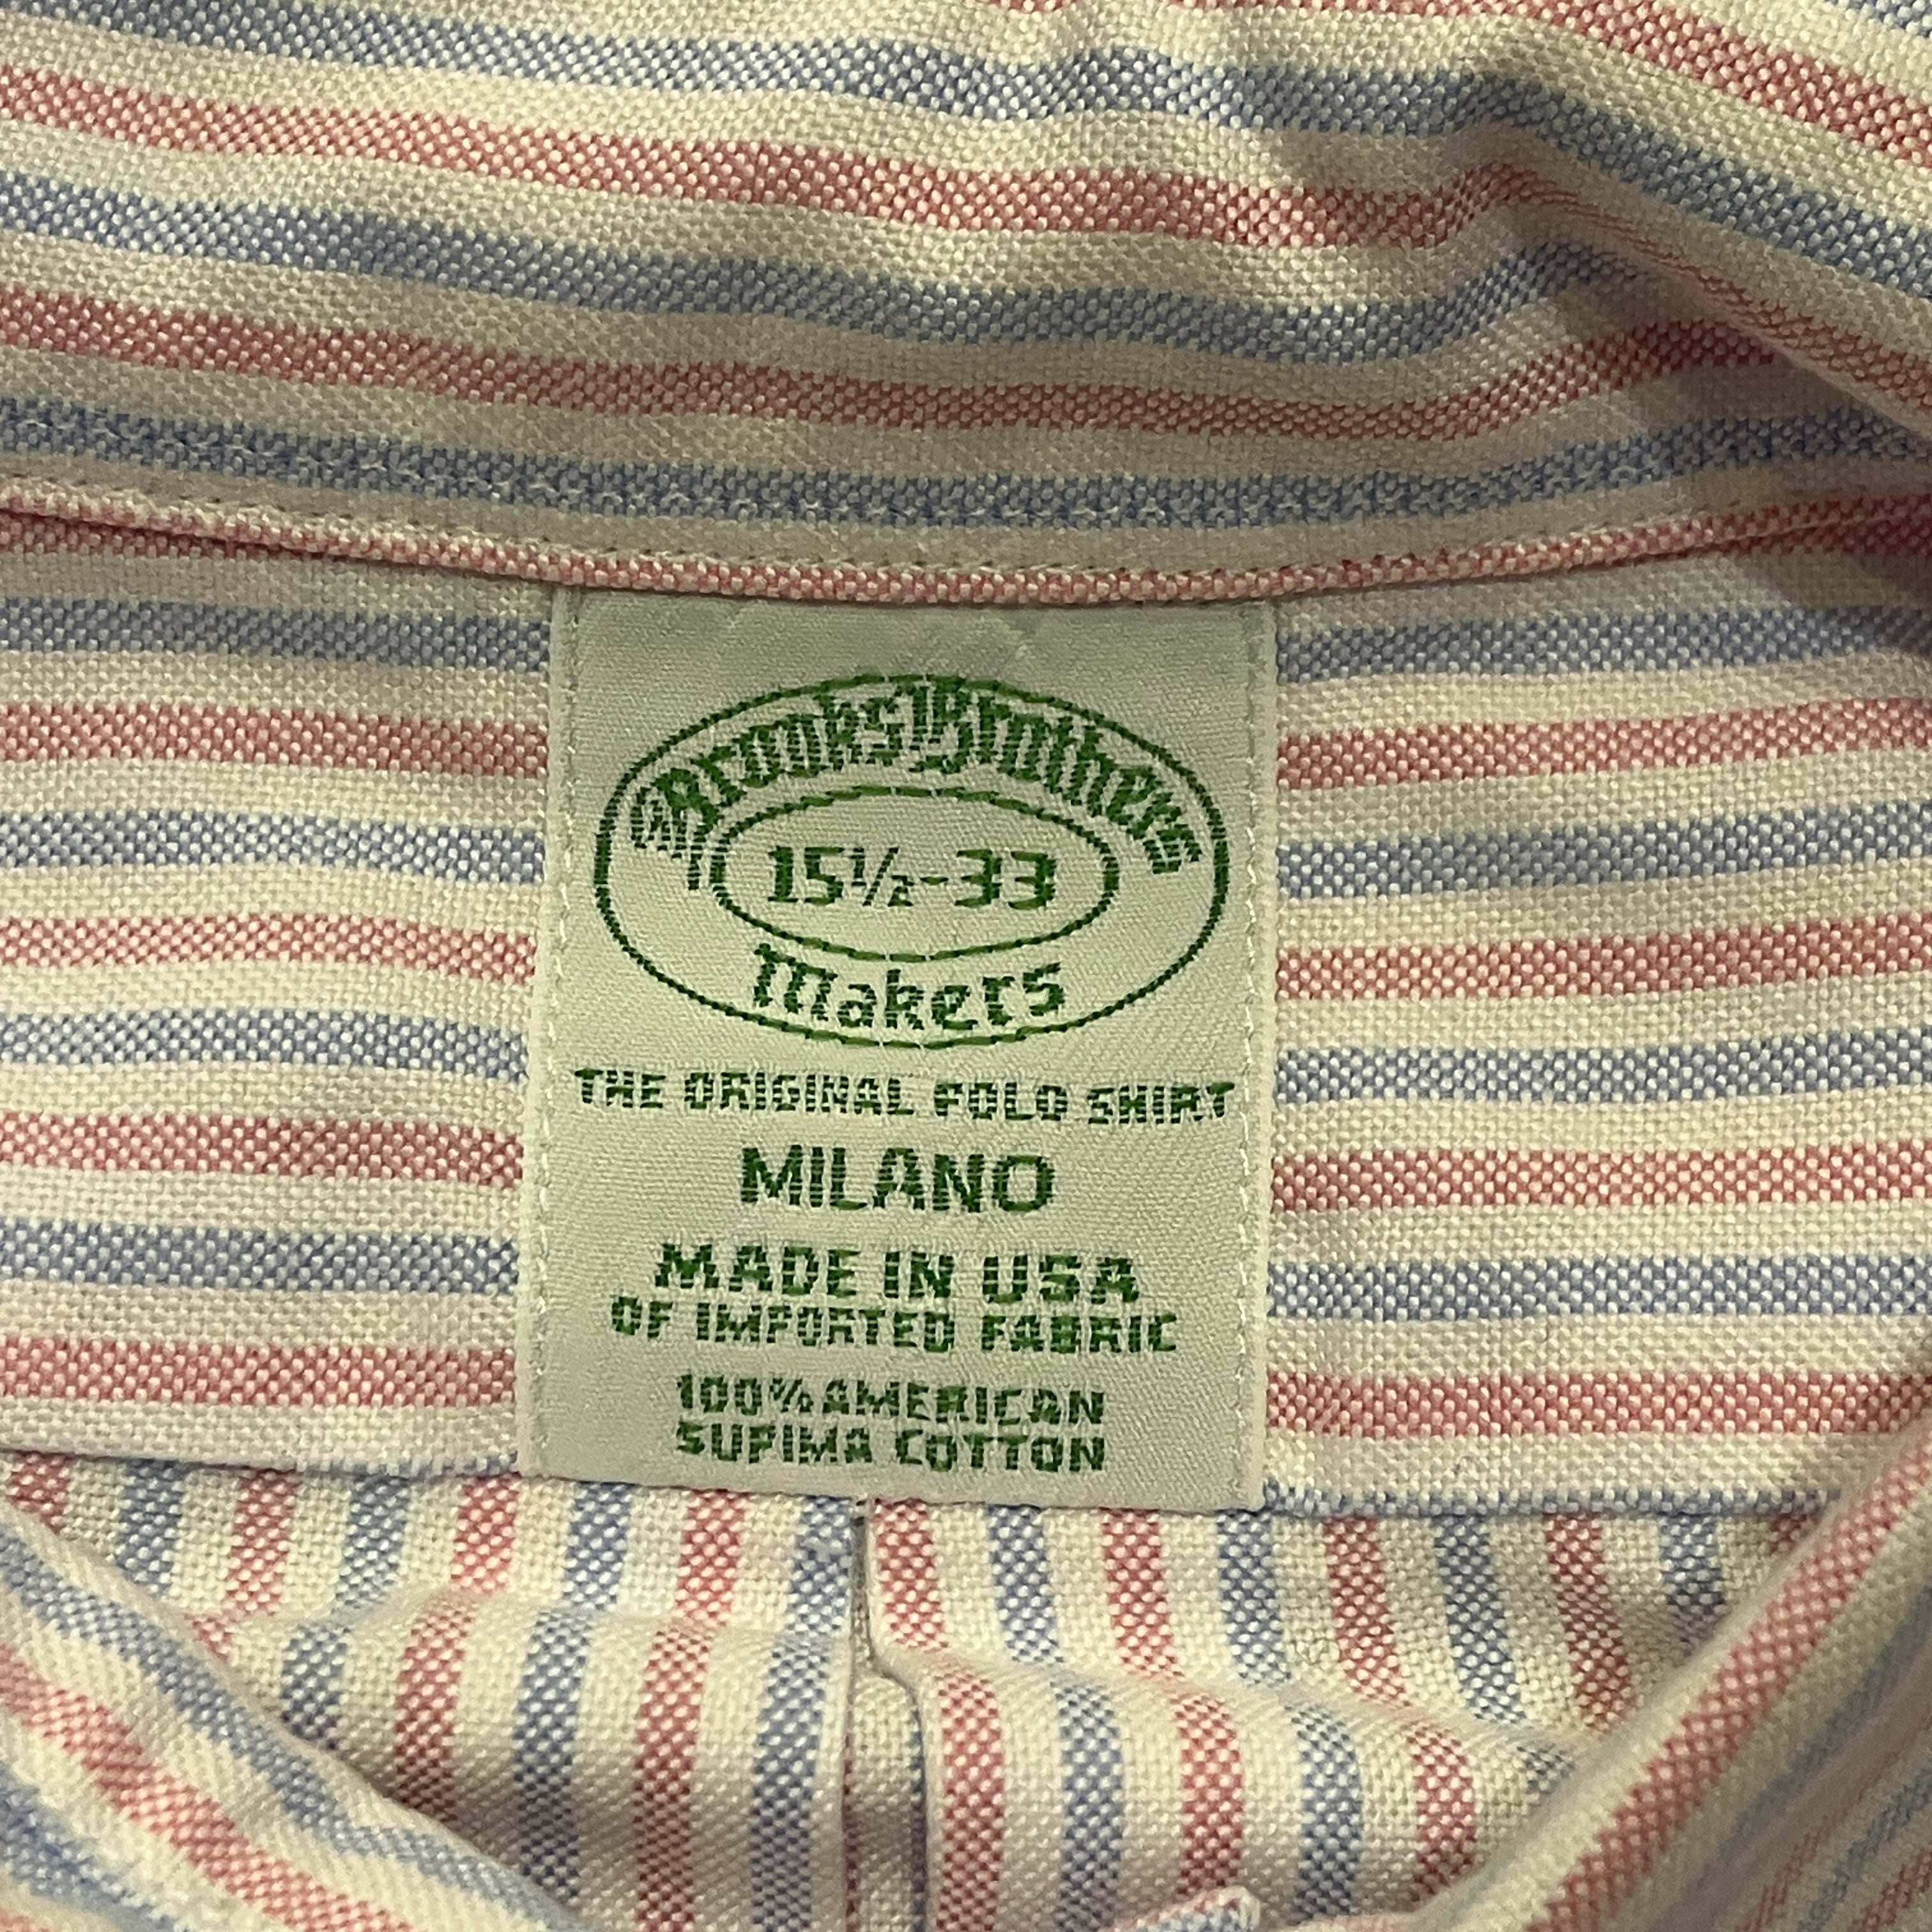 Brooks Brothers
15½-33
Makers
THE ORIGINAL POLO SHIRT
MILANO
MADE IN USA
OF IMPORTED FABRIC
100% AMERICAN
SUPIMA COTTON